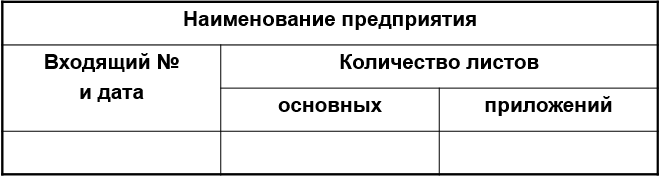 Наименование предприятия
Входящий №
и дата
Количество листов
основных
приложений